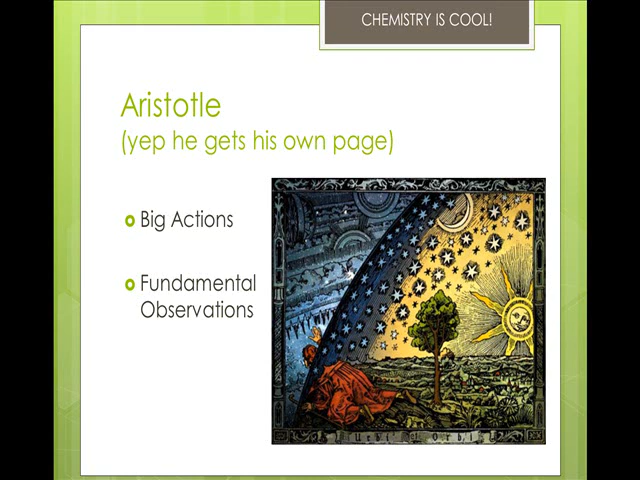 CHEMISTRY IS COOL!
Aristotle
(yep he gets his own page)
Big Actions
Fundamental
Observations